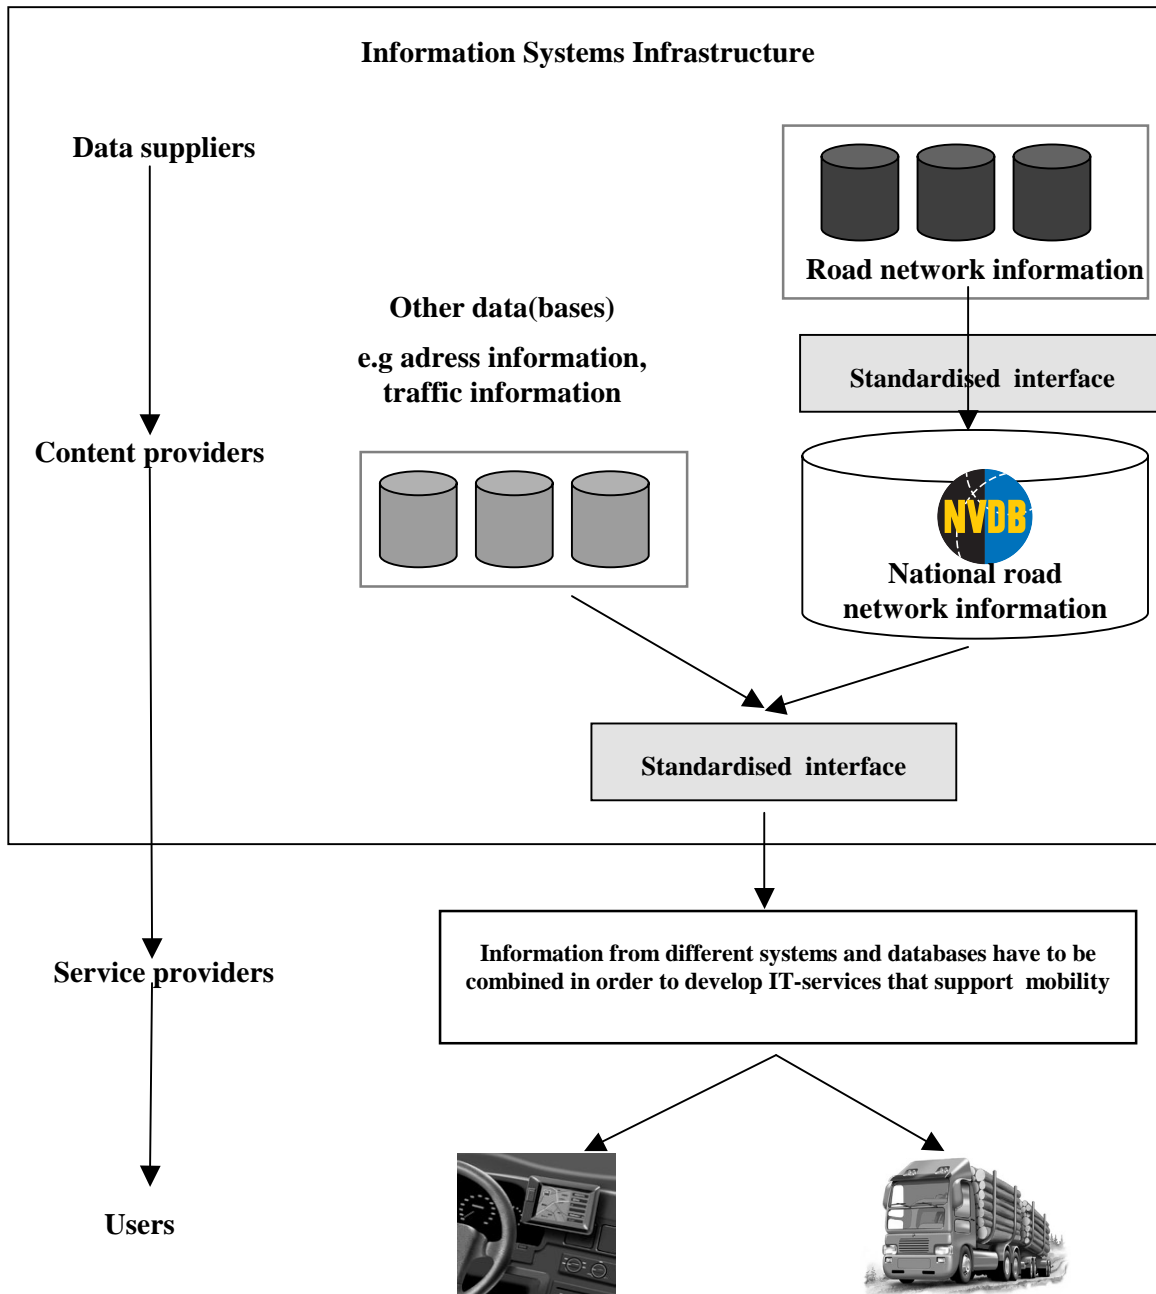 Information Systems Infrastructure
Data suppliers
Road network information
Other data(bases)
e.g adress information,
traffic information
Standardised interface
Content providers
NVDB
National road
network information
Standardised interface
Information from different systems and databases have to be
combined in order to develop IT-services that support mobility
Service providers
Users